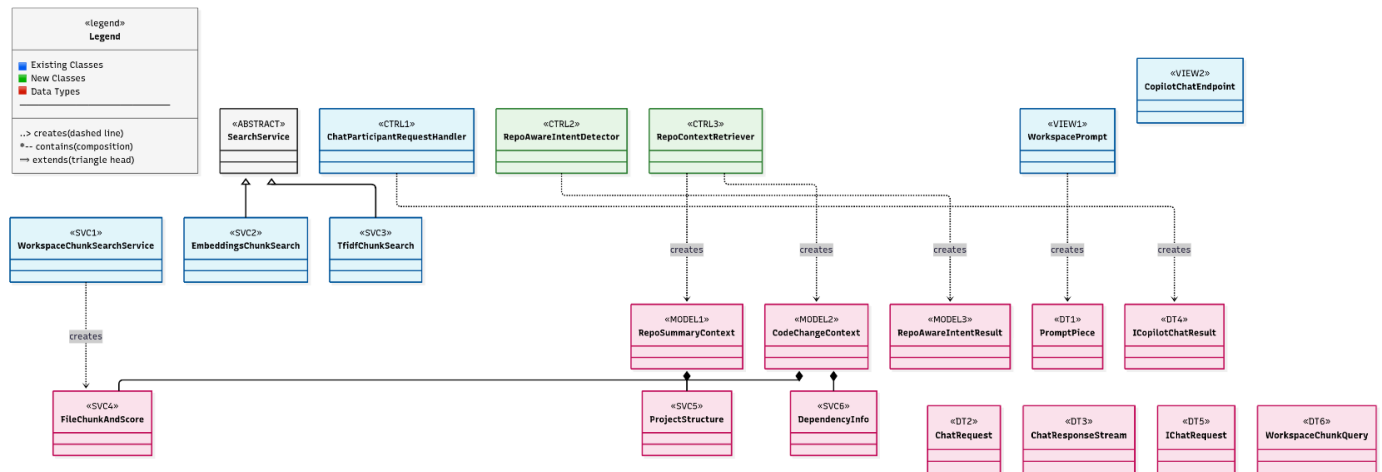 «legend»
Legend
Existing Classes
New Classes
Data Types
..> creates(dashed line)
*-- contains(composition)
⟶ extends(triangle head)
«VIEW2»
CopilotChatEndpoint
«ABSTRACT»
SearchService
«CTRL1»
ChatParticipantRequestHandler
«CTRL2»
RepoAwareIntentDetector
«CTRL3»
RepoContextRetriever
«VIEW1»
WorkspacePrompt
«SVC1»
WorkspaceChunkSearchService
«SVC2»
EmbeddingsChunkSearch
«SVC3»
TfidfChunkSearch
creates
creates
creates
creates
creates
creates
«MODEL1»
RepoSummaryContext
«MODEL2»
CodeChangeContext
«MODEL3»
RepoAwareIntentResult
«DT1»
PromptPiece
«DT4»
ICopilotChatResult
«SVC4»
FileChunkAndScore
«SVC5»
ProjectStructure
«SVC6»
DependencyInfo
«DT2»
ChatRequest
«DT3»
ChatResponseStream
«DT5»
IChatRequest
«DT6»
WorkspaceChunkQuery